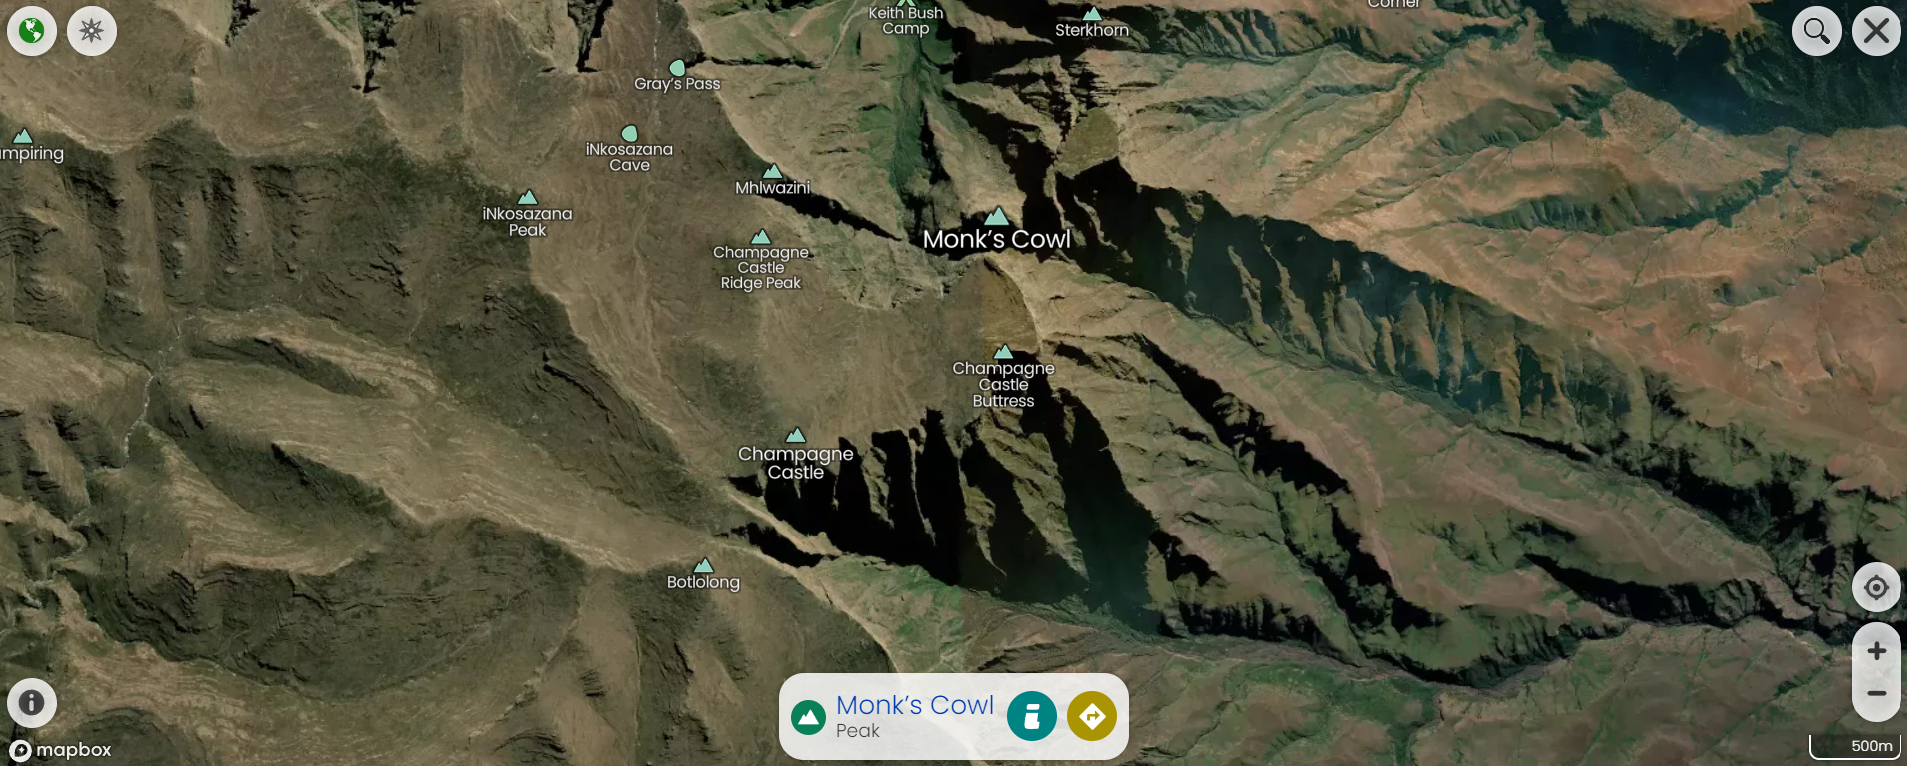 Keith Bush
Camp
Sterkhorn
Corner
Gray's Pass
iNkosazana
Cave
mpiring
Mhlwazini
iNkosazana
Peak
Monk's Cowl
Champagne
Castle
Ridge Peak
Champagne
Castle
Buttress
Champagne
Castle
Botlolong
Monk's Cowl
Peak
mapbox
500m